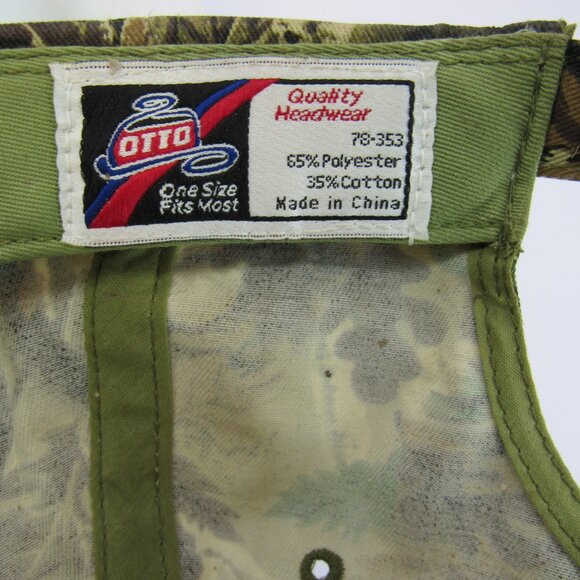 OTTO
One Size
Fits Most
Quality
Headwear
78-353
65% Polyester
35% Cotton
Made in China